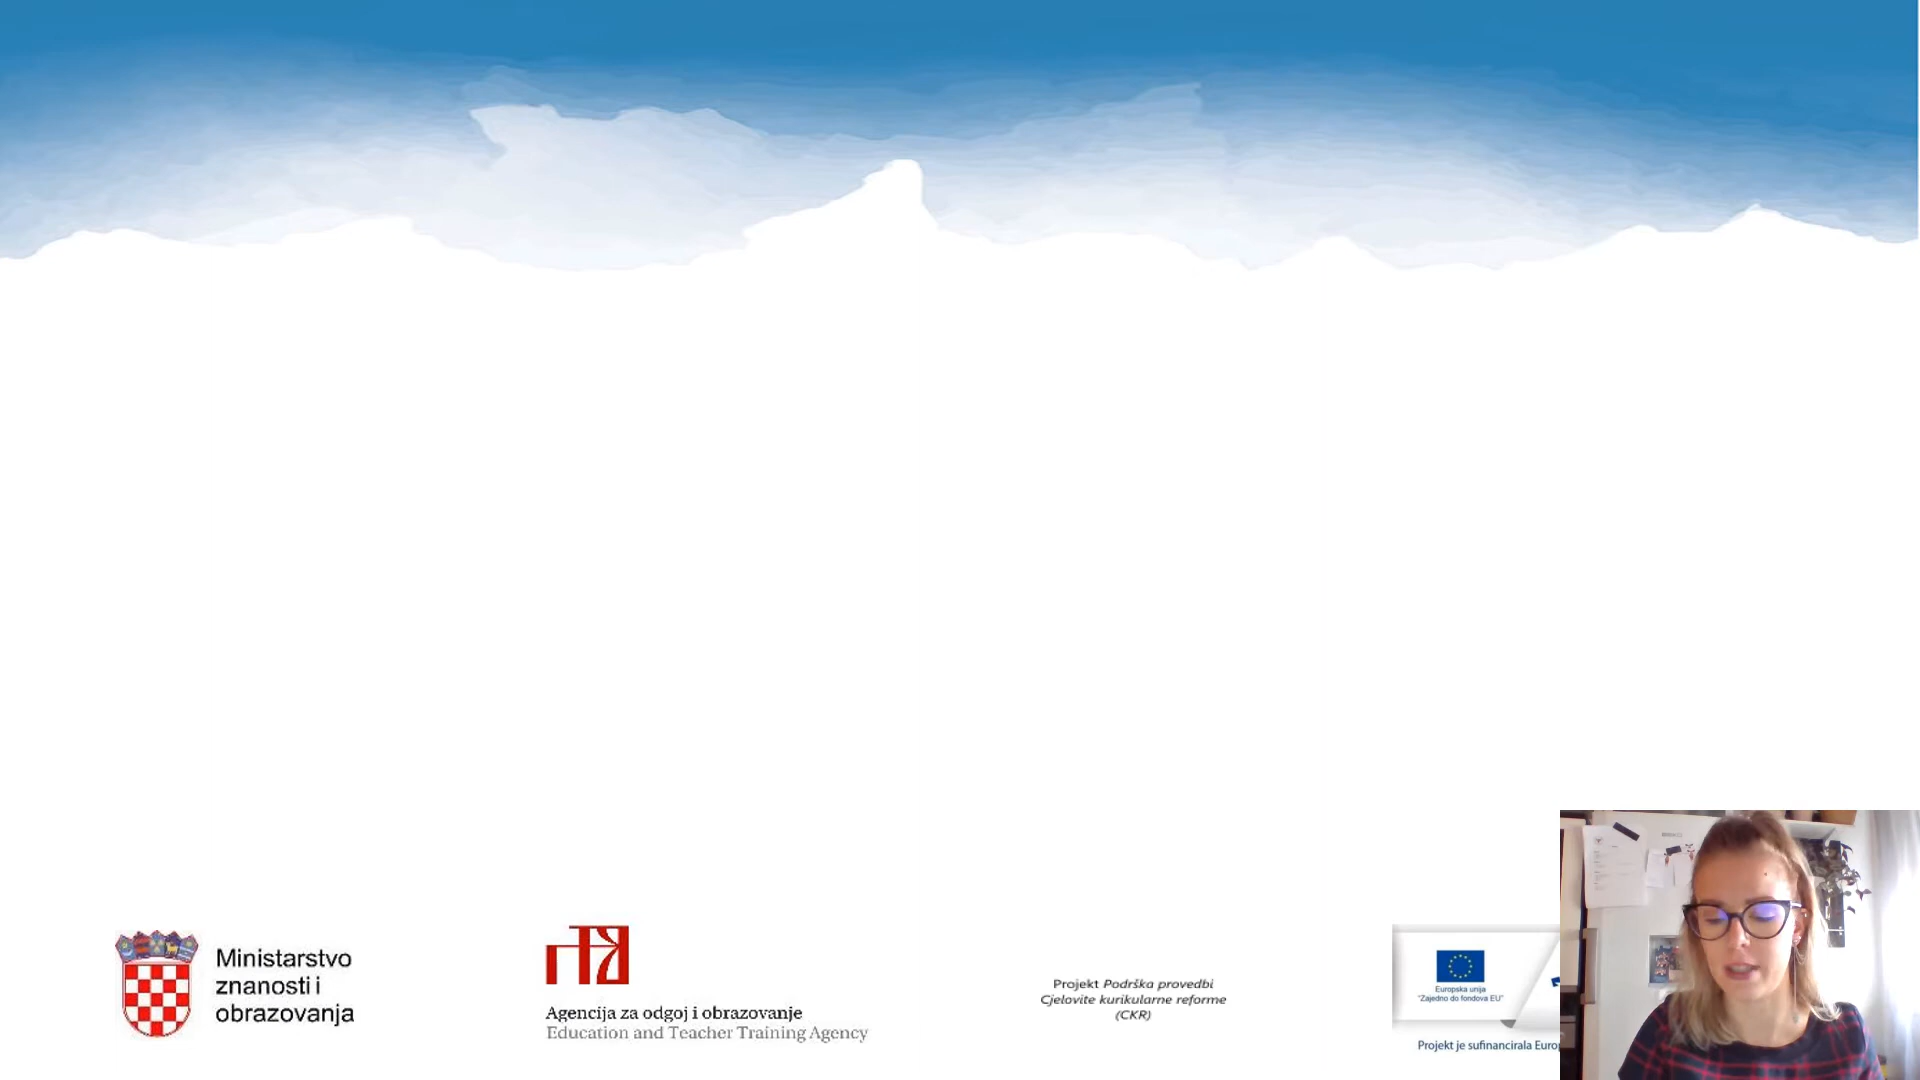 Ministarstvo
znanosti i
obrazovanja
Agencija za odgoj i obrazovanje
Education and Teacher Training Agency
Projekt Podrška provedbi
Cjelovite kurikularne reforme
(CKR)
Europska unija
"Zajedno do fondova EU"
Projekt je sufinancirala